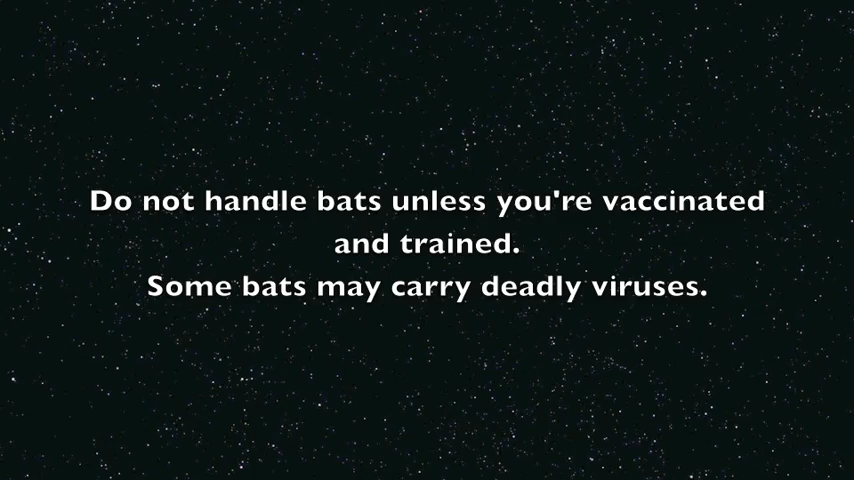 Do not handle bats unless you're vaccinated
and trained.
Some bats may carry deadly viruses.